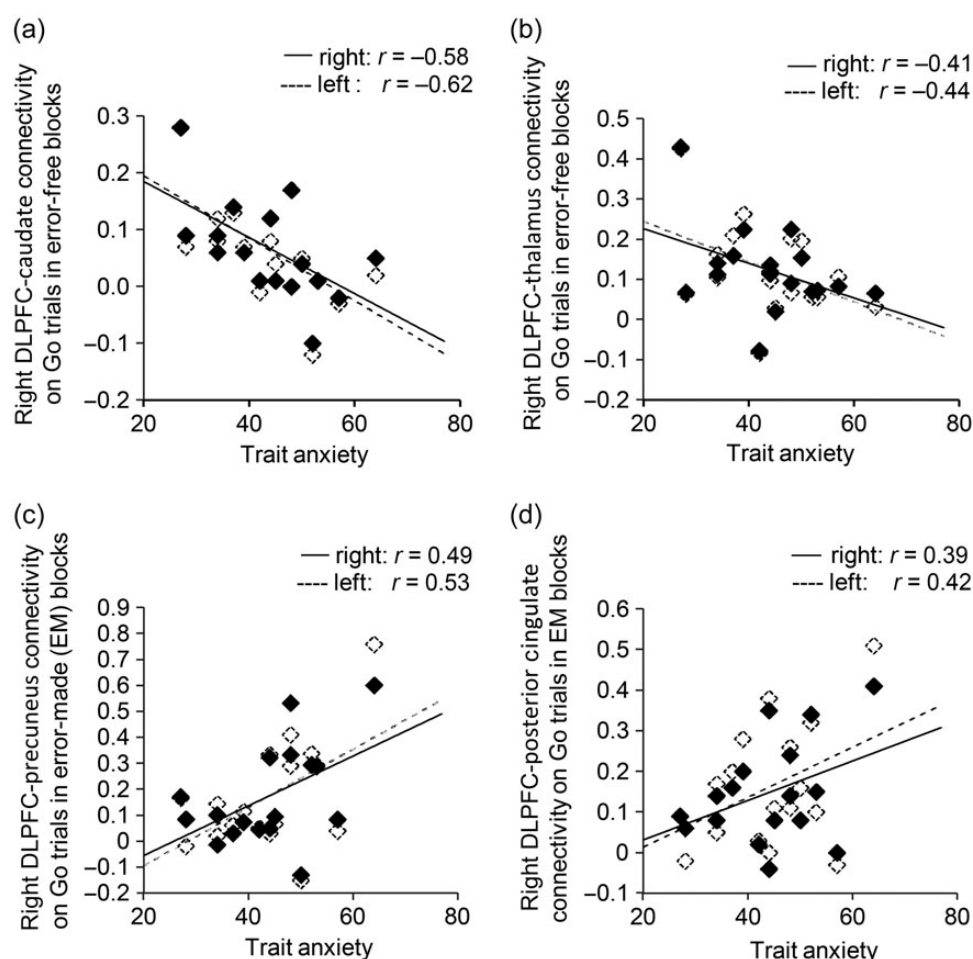 (a)
right: r = –0.58
left : r = –0.62
Right DLPFC-caudate connectivity
on Go trials in error-free blocks
0.3
0.2
0.1
0.0
–0.1
–0.2
20 40 60 80
Trait anxiety
(b)
right: r = –0.41
left: r = –0.44
Right DLPFC-thalamus connectivity
on Go trials in error-free blocks
0.5
0.4
0.3
0.2
0.1
0
–0.1
–0.2
20 40 60 80
Trait anxiety
(c)
right: r = 0.49
left: r = 0.53
Right DLPFC-precuneus connectivity
on Go trials in error-made (EM) blocks
0.9
0.8
0.7
0.6
0.5
0.4
0.3
0.2
0.1
0
–0.1
–0.2
20 40 60 80
Trait anxiety
(d)
right: r = 0.39
left: r = 0.42
Right DLPFC-posterior cingulate
connectivity on Go trials in EM blocks
0.6
0.5
0.4
0.3
0.2
0.1
0
–0.1
20 40 60 80
Trait anxiety